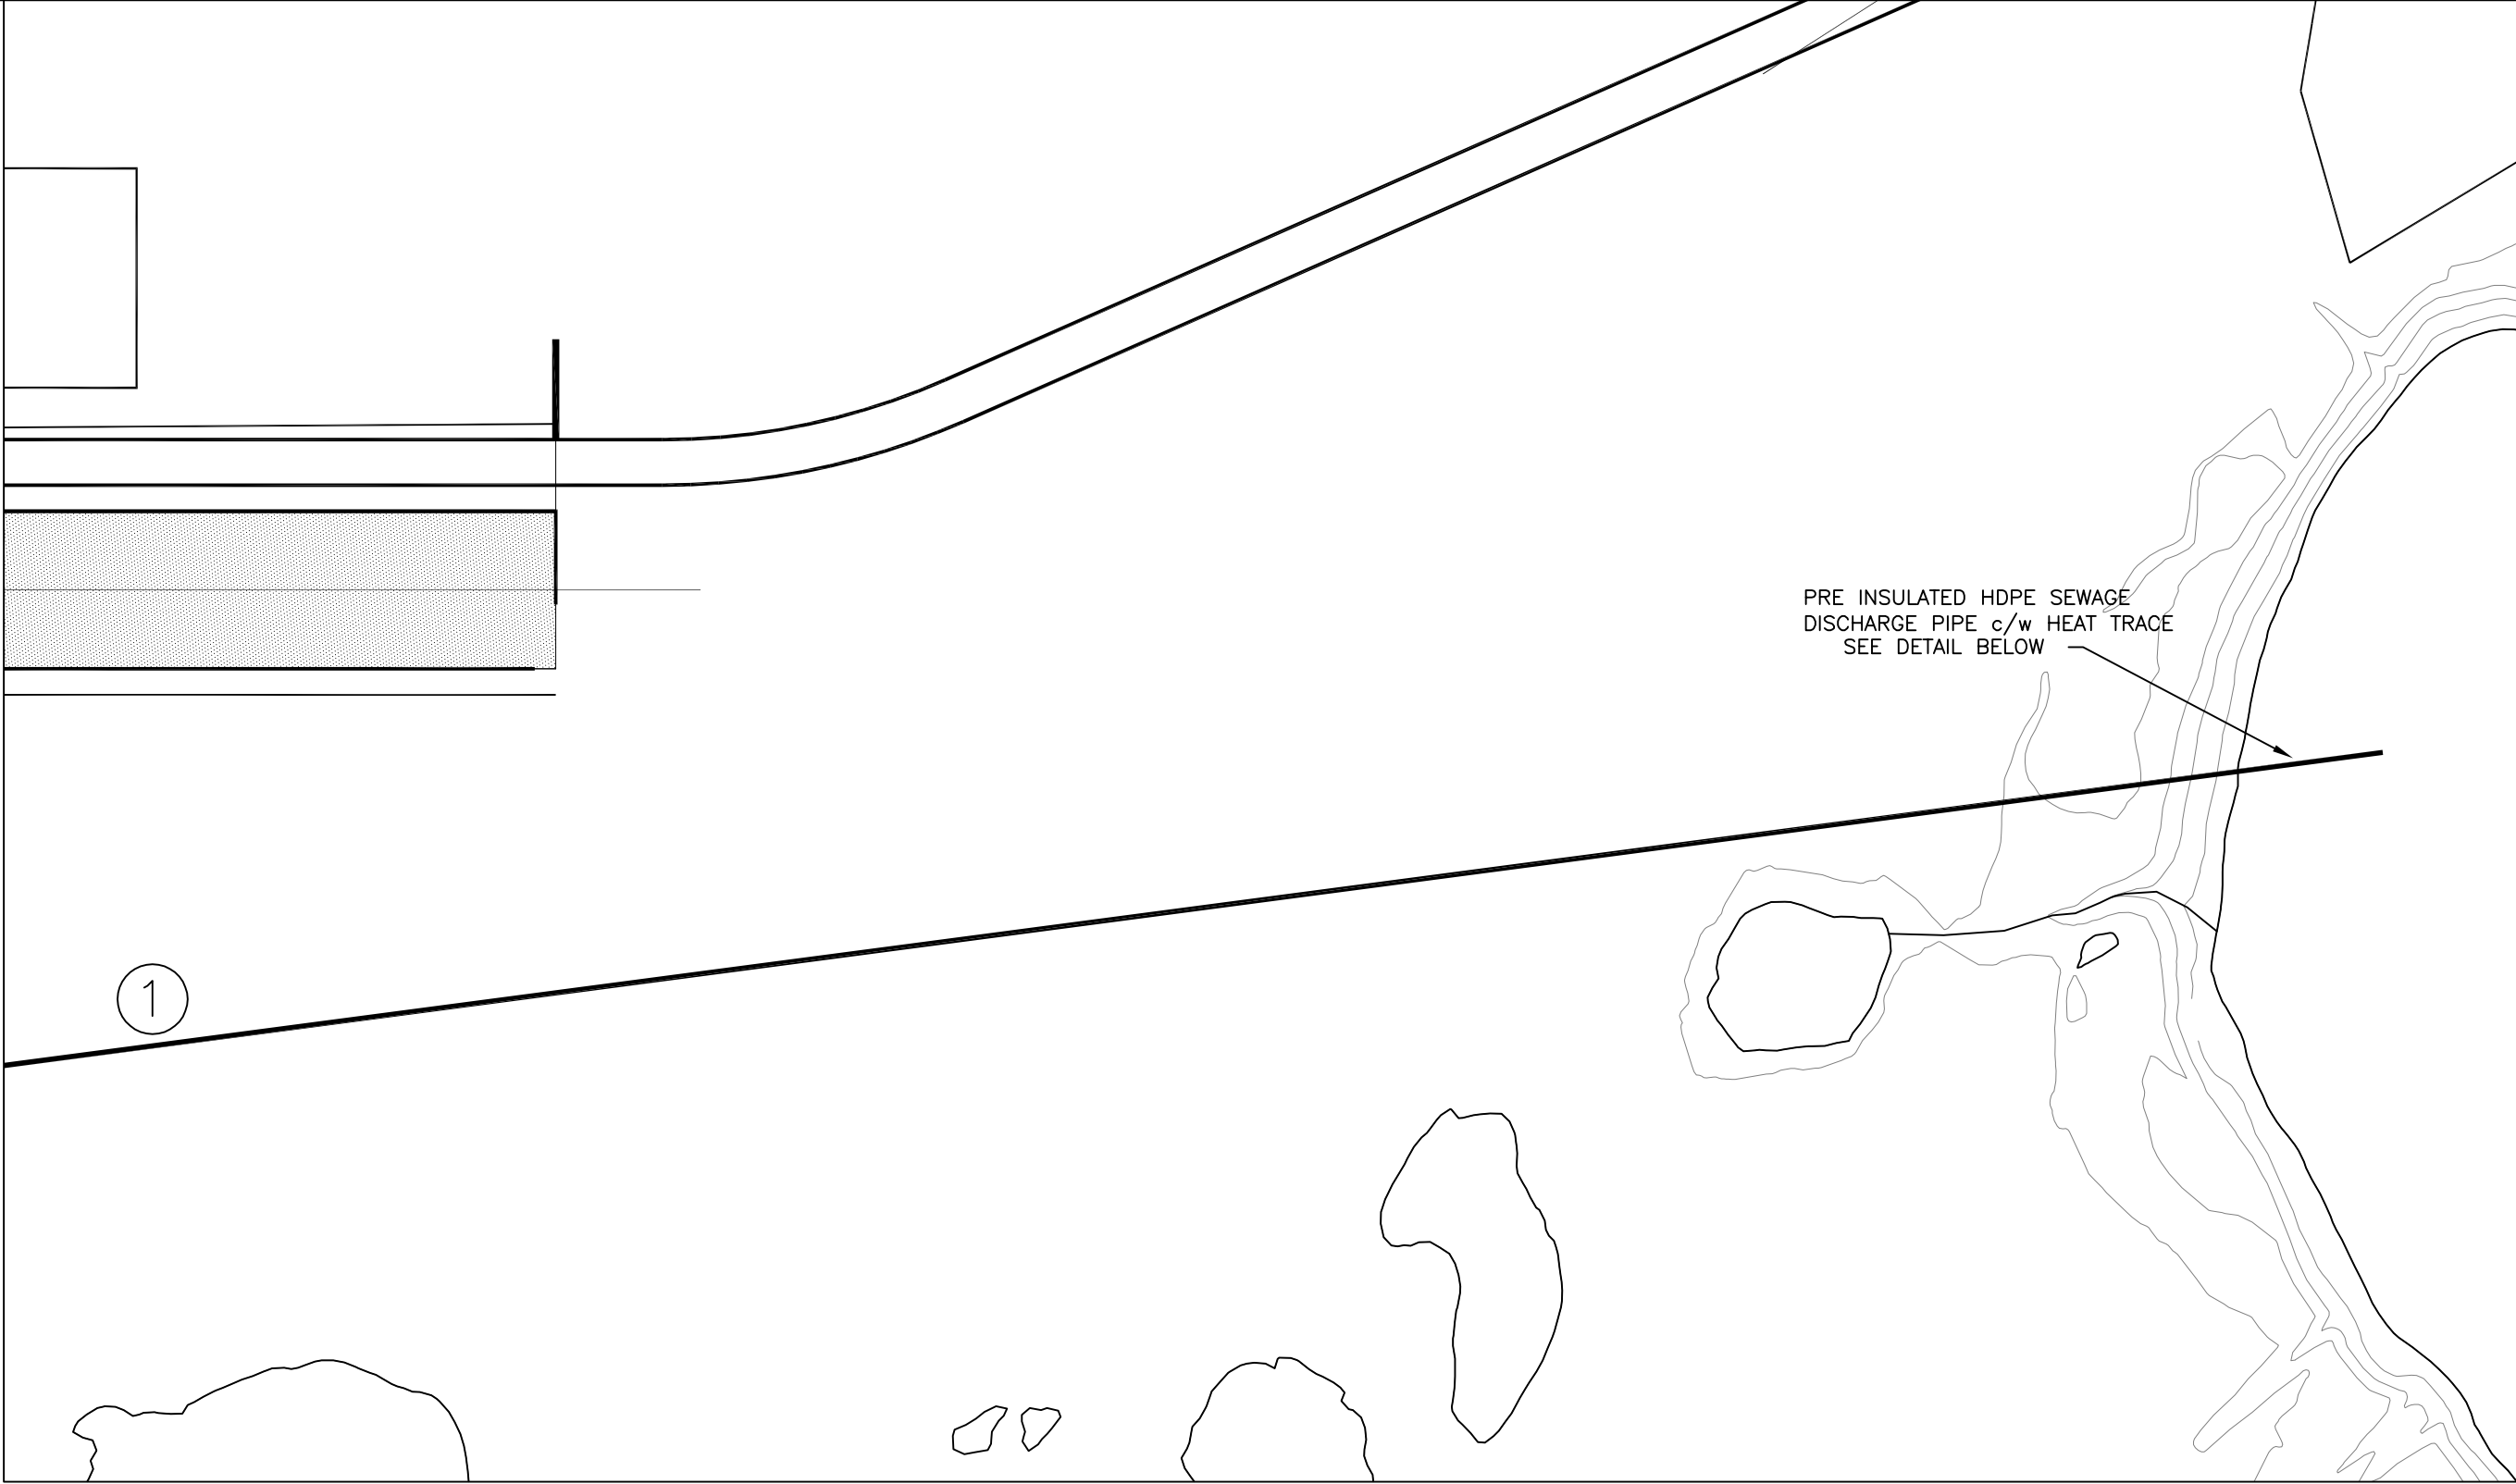 PRE INSULATED HDPE SEWAGE
DISCHARGE PIPE c/w HEAT TRACE
SEE DETAIL BELOW
1